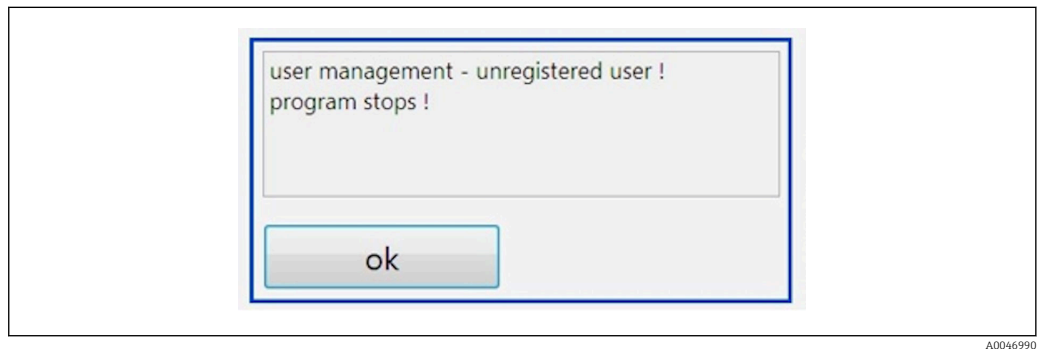 user management - unregistered user !
program stops !
ok
A0046990